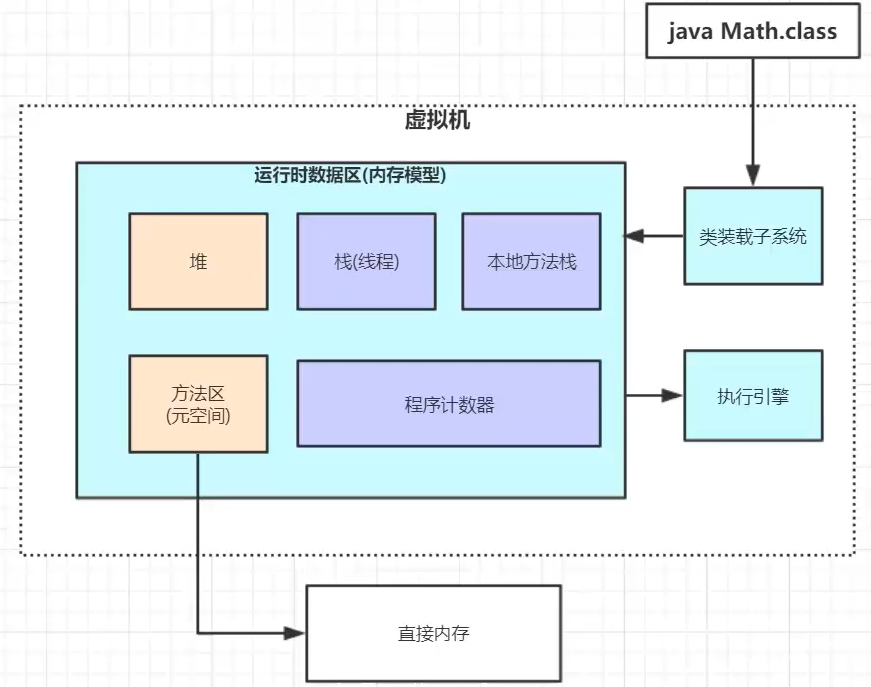 java Math.class
虚拟机
运行时数据区(内存模型)
堆
栈(线程)
本地方法栈
类装载子系统
方法区
(元空间)
程序计数器
执行引擎
直接内存